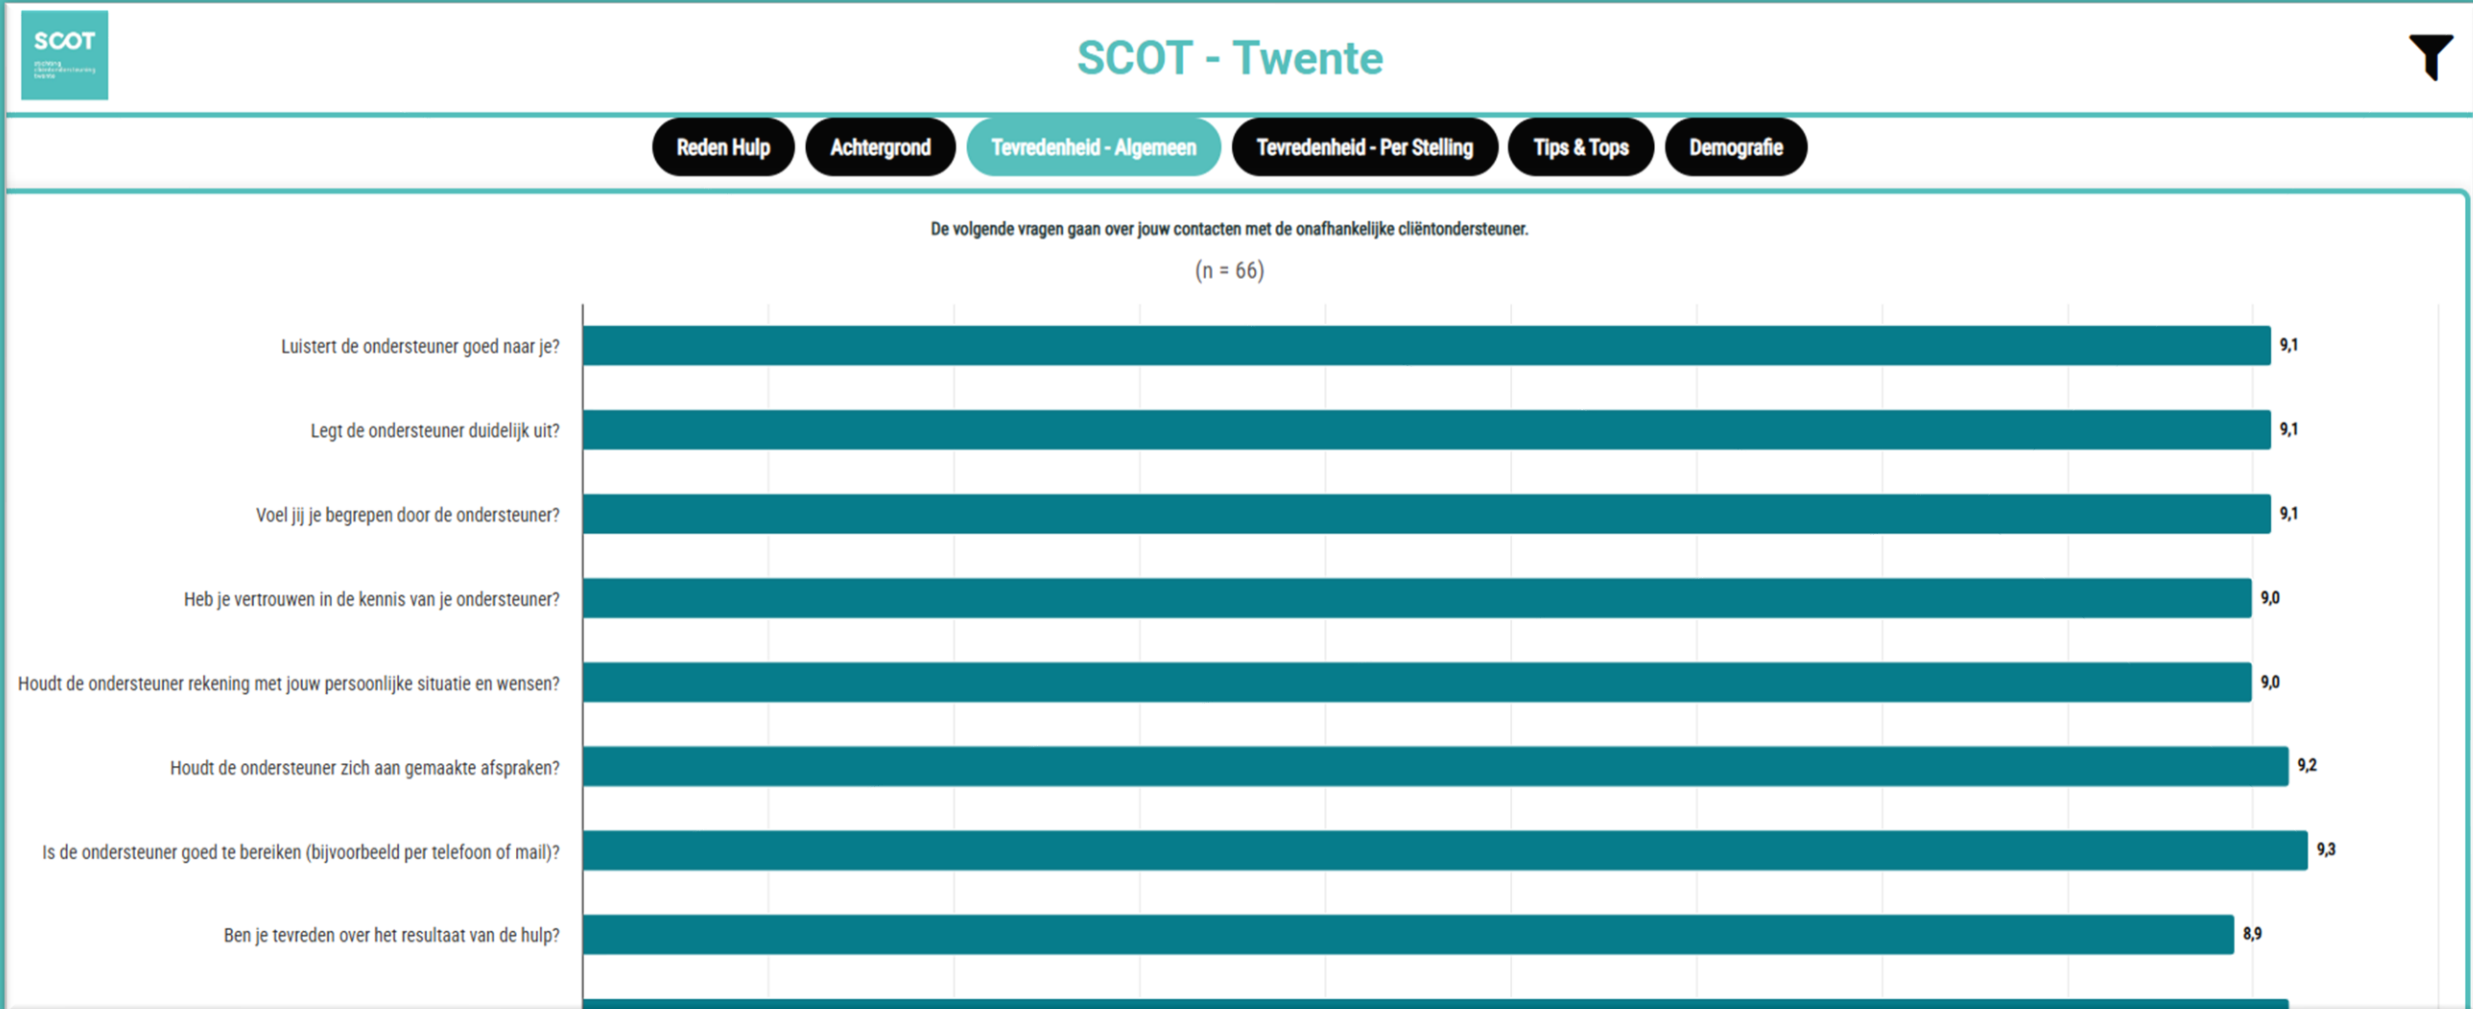 SCOT
stichting
cliëntondersteuning
twente
SCOT - Twente
Reden Hulp
Achtergrond
Tevredenheid - Algemeen
Tevredenheid - Per Stelling
Tips & Tops
Demografie
De volgende vragen gaan over jouw contacten met de onafhankelijke cliëntondersteuner.
(n = 66)
Luistert de ondersteuner goed naar je? 9,1
Legt de ondersteuner duidelijk uit? 9,1
Voel jij je begrepen door de ondersteuner? 9,1
Heb je vertrouwen in de kennis van je ondersteuner? 9,0
Houdt de ondersteuner rekening met jouw persoonlijke situatie en wensen? 9,0
Houdt de ondersteuner zich aan gemaakte afspraken? 9,2
Is de ondersteuner goed te bereiken (bijvoorbeeld per telefoon of mail)? 9,3
Ben je tevreden over het resultaat van de hulp? 8,9